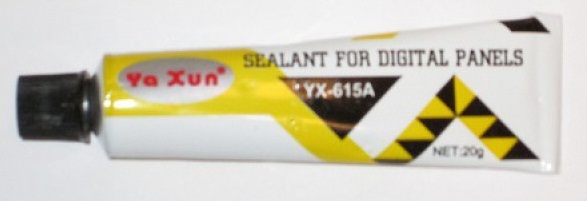 SEALANT FOR DIGITAL PANELS
Ya Xun
YX-615A
NET:20g